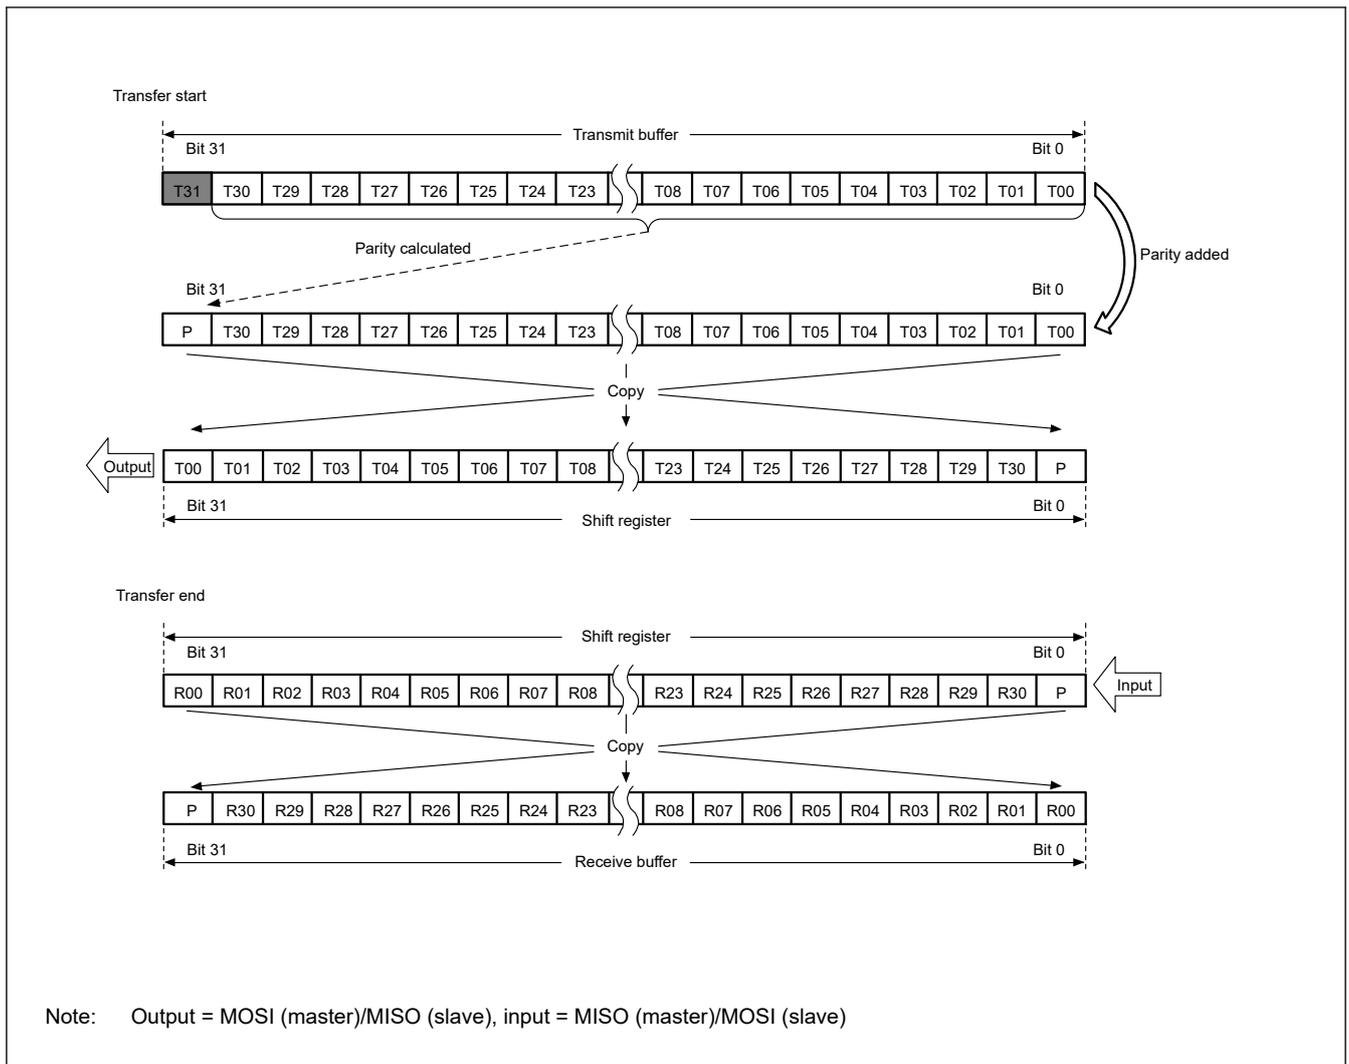 Transfer start
Transmit buffer
Bit 31 Bit 0
T31 T30 T29 T28 T27 T26 T25 T24 T23 T08 T07 T06 T05 T04 T03 T02 T01 T00
Parity calculated
Parity added
Bit 31 Bit 0
P T30 T29 T28 T27 T26 T25 T24 T23 T08 T07 T06 T05 T04 T03 T02 T01 T00
Copy
Output T00 T01 T02 T03 T04 T05 T06 T07 T08 T23 T24 T25 T26 T27 T28 T29 T30 P
Bit 31 Bit 0
Shift register
Transfer end
Shift register
Bit 31 Bit 0
R00 R01 R02 R03 R04 R05 R06 R07 R08 R23 R24 R25 R26 R27 R28 R29 R30 P Input
Copy
P R30 R29 R28 R27 R26 R25 R24 R23 R08 R07 R06 R05 R04 R03 R02 R01 R00
Bit 31 Bit 0
Receive buffer
Note: Output = MOSI (master)/MISO (slave), input = MISO (master)/MOSI (slave)